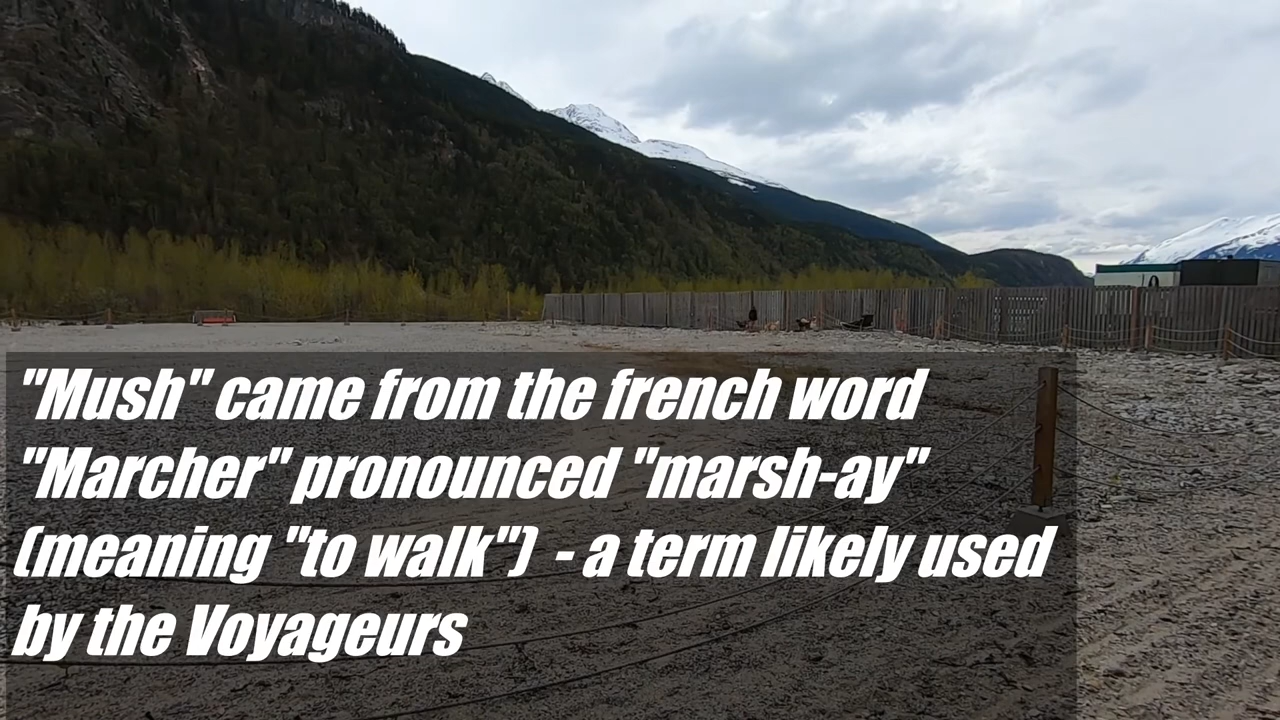 "Mush" came from the french word
"Marcher" pronounced "marsh-ay"
(meaning "to walk") - a term likely used
by the Voyageurs